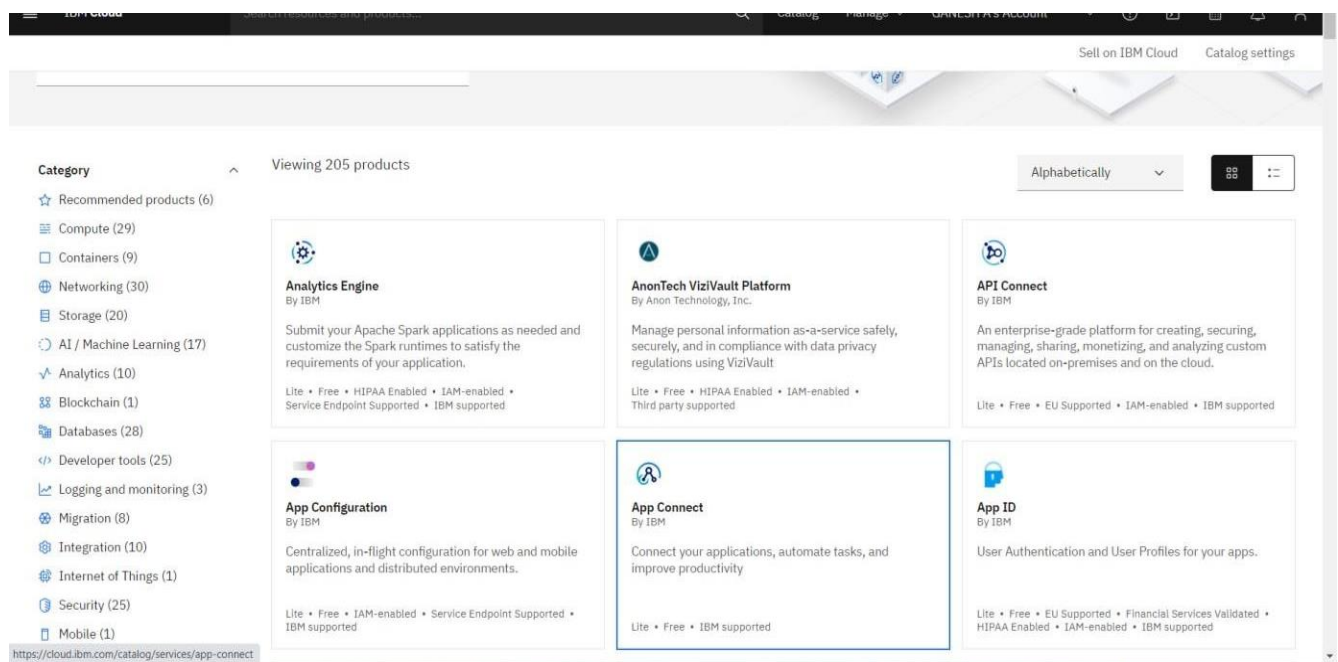 IBM Cloud
Search resources and products...
Catalog
Manage
Sell on IBM Cloud
Catalog settings
Category
Viewing 205 products
Alphabetically
Recommended products (6)
Compute (29)
Containers (9)
Networking (30)
Storage (20)
AI / Machine Learning (17)
Analytics (10)
Blockchain (1)
Databases (28)
Developer tools (25)
Logging and monitoring (3)
Migration (8)
Integration (10)
Internet of Things (1)
Security (25)
Mobile (1)
Analytics Engine
By IBM
Submit your Apache Spark applications as needed and
customize the Spark runtimes to satisfy the
requirements of your application.
Lite • Free • HIPAA Enabled • IAM-enabled •
Service Endpoint Supported • IBM supported
AnonTech ViziVault Platform
By Anon Technology, Inc.
Manage personal information as-a-service safely,
securely, and in compliance with data privacy
regulations using ViziVault
Lite • Free • HIPAA Enabled • IAM-enabled •
Third party supported
API Connect
By IBM
An enterprise-grade platform for creating, securing,
managing, sharing, monetizing, and analyzing custom
APIs located on-premises and on the cloud.
Lite • Free • EU Supported • IAM-enabled • IBM supported
App Configuration
By IBM
Centralized, in-flight configuration for web and mobile
applications and distributed environments.
Lite • Free • IAM-enabled • Service Endpoint Supported •
IBM supported
App Connect
By IBM
Connect your applications, automate tasks, and
improve productivity
Lite • Free • IBM supported
App ID
By IBM
User Authentication and User Profiles for your apps.
Lite • Free • EU Supported • Financial Services Validated •
HIPAA Enabled • IAM-enabled • IBM supported
https://cloud.ibm.com/catalog/services/app-connect